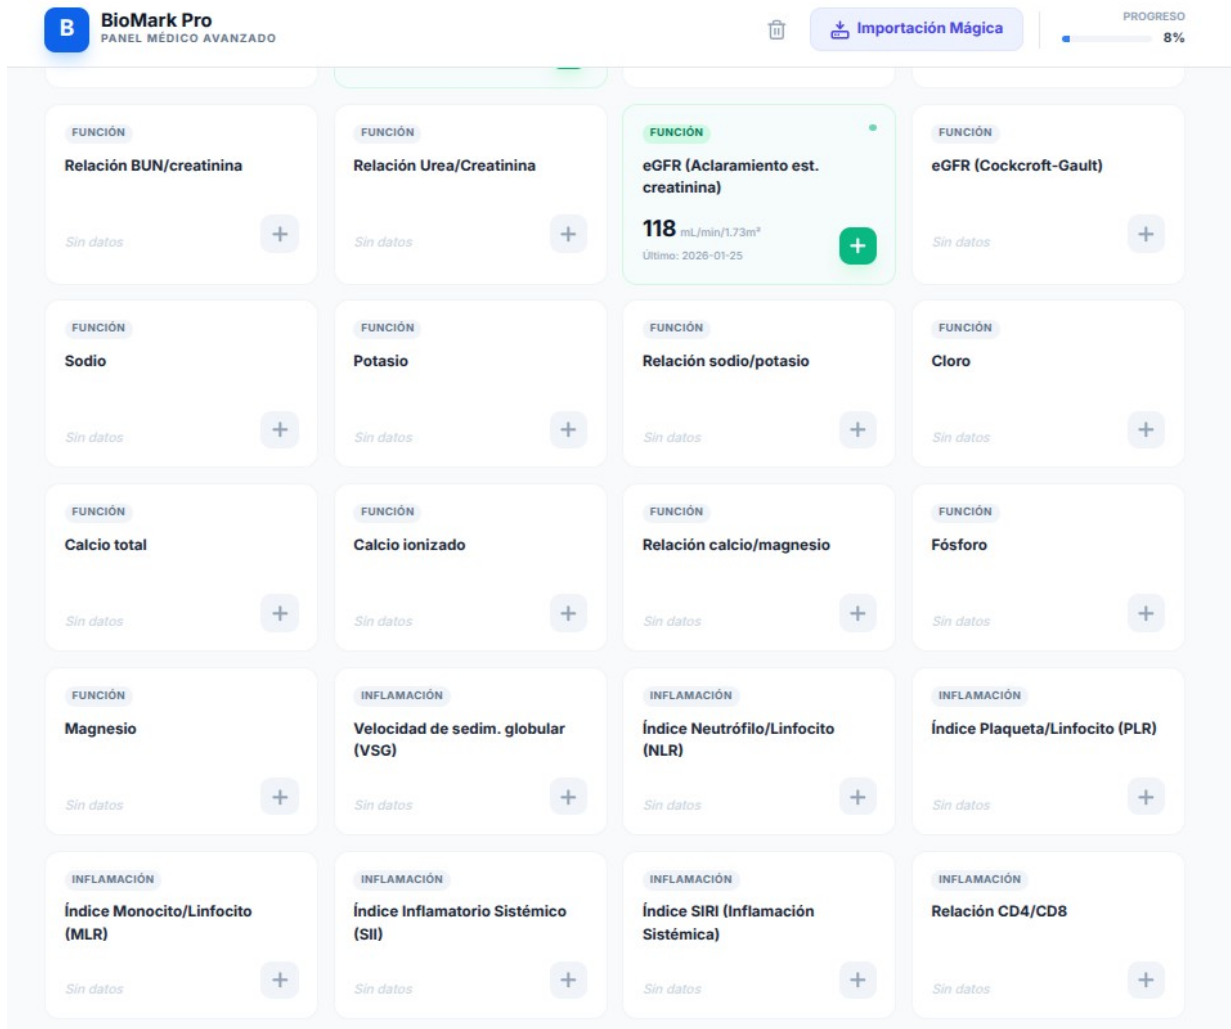 B
BioMark Pro
PANEL MÉDICO AVANZADO
Importación Mágica
PROGRESO
8%
FUNCIÓN
Relación BUN/creatinina
Sin datos
FUNCIÓN
Relación Urea/Creatinina
Sin datos
FUNCIÓN
eGFR (Aclaramiento est.
creatinina)
118 mL/min/1.73m²
Último: 2026-01-25
FUNCIÓN
eGFR (Cockcroft-Gault)
Sin datos
FUNCIÓN
Sodio
Sin datos
FUNCIÓN
Potasio
Sin datos
FUNCIÓN
Relación sodio/potasio
Sin datos
FUNCIÓN
Cloro
Sin datos
FUNCIÓN
Calcio total
Sin datos
FUNCIÓN
Calcio ionizado
Sin datos
FUNCIÓN
Relación calcio/magnesio
Sin datos
FUNCIÓN
Fósforo
Sin datos
FUNCIÓN
Magnesio
Sin datos
INFLAMACIÓN
Velocidad de sedim. globular
(VSG)
Sin datos
INFLAMACIÓN
Índice Neutrófilo/Linfocito
(NLR)
Sin datos
INFLAMACIÓN
Índice Plaqueta/Linfocito (PLR)
Sin datos
INFLAMACIÓN
Índice Monocito/Linfocito
(MLR)
Sin datos
INFLAMACIÓN
Índice Inflamatorio Sistémico
(SII)
Sin datos
INFLAMACIÓN
Índice SIRI (Inflamación
Sistémica)
Sin datos
INFLAMACIÓN
Relación CD4/CD8
Sin datos